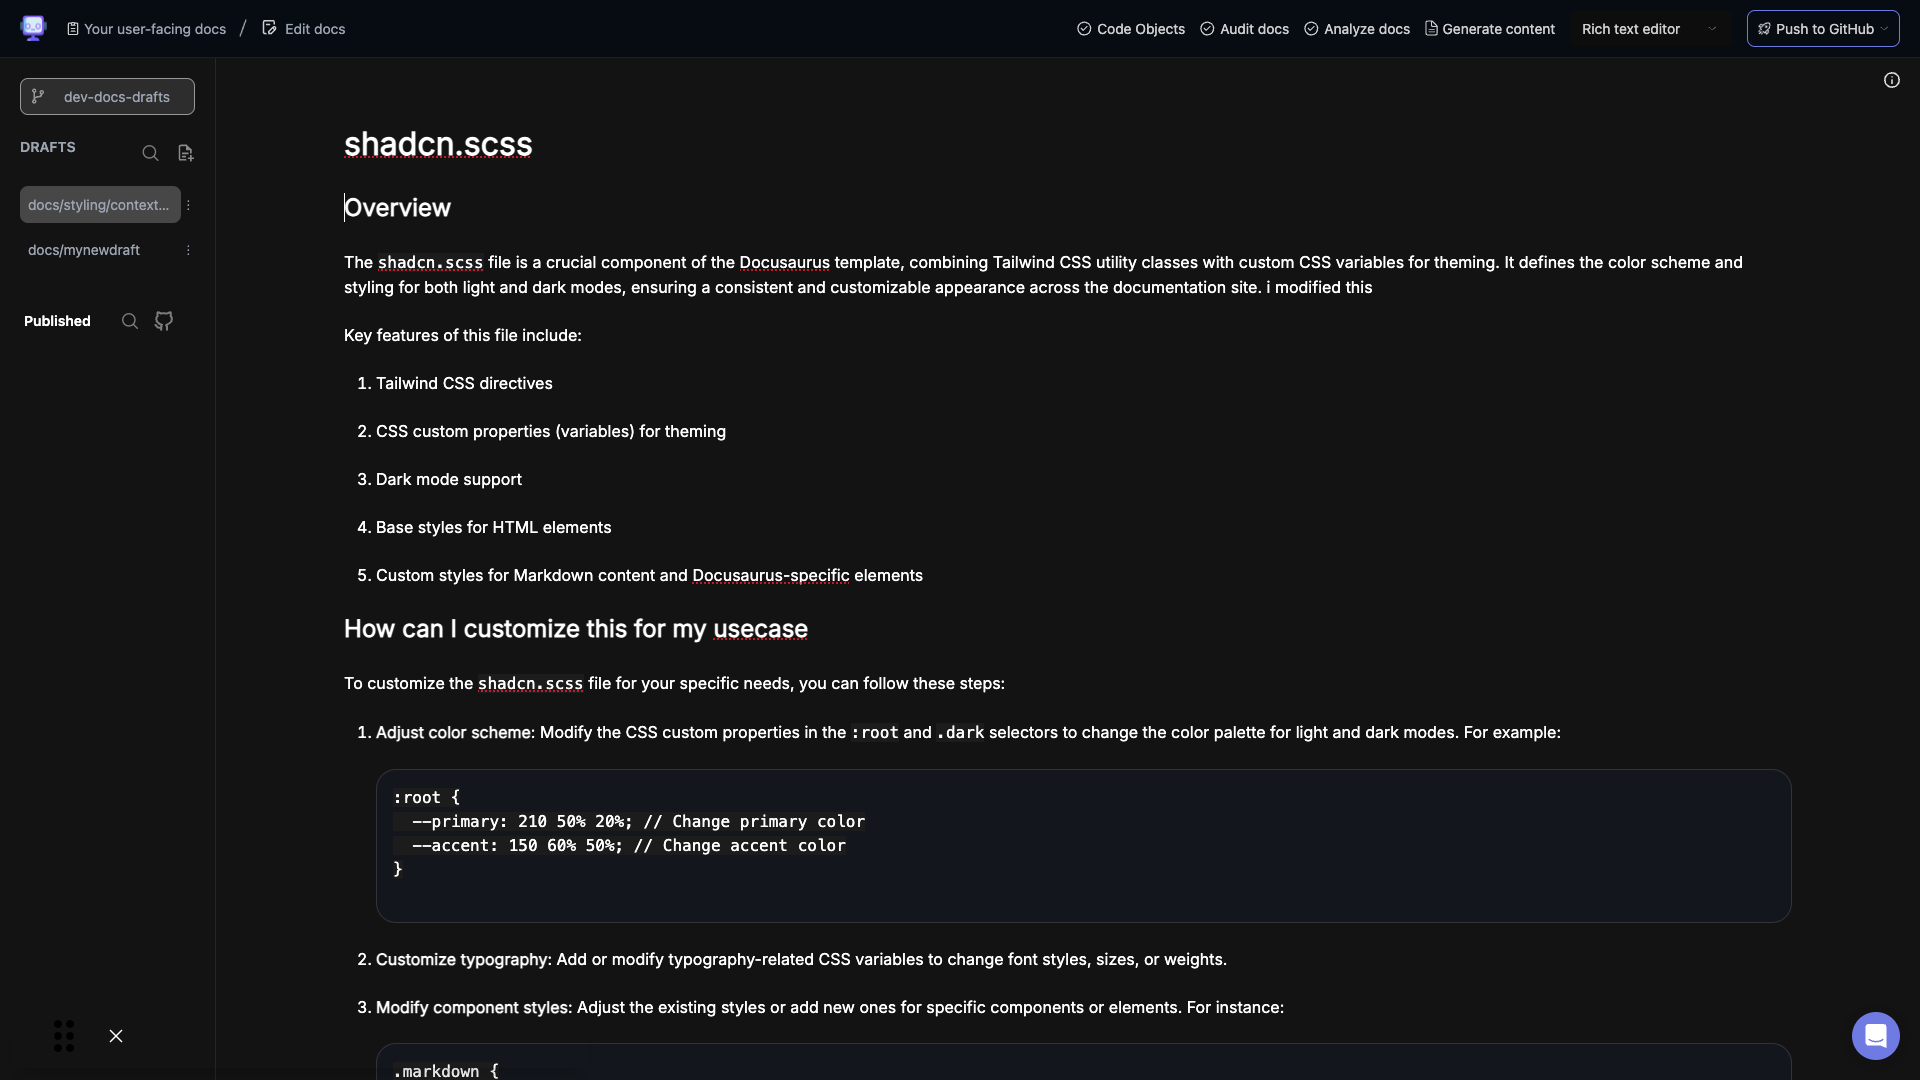 Your user-facing docs / Edit docs
Code Objects Audit docs Analyze docs Generate content Rich text editor Push to GitHub
dev-docs-drafts
DRAFTS
docs/styling/context...
docs/mynewdraft
Published
shadcn.scss
Overview
The shadcn.scss file is a crucial component of the Docusaurus template, combining Tailwind CSS utility classes with custom CSS variables for theming. It defines the color scheme and
styling for both light and dark modes, ensuring a consistent and customizable appearance across the documentation site. i modified this
Key features of this file include:
1. Tailwind CSS directives
2. CSS custom properties (variables) for theming
3. Dark mode support
4. Base styles for HTML elements
5. Custom styles for Markdown content and Docusaurus-specific elements
How can I customize this for my usecase
To customize the shadcn.scss file for your specific needs, you can follow these steps:
1. Adjust color scheme: Modify the CSS custom properties in the :root and .dark selectors to change the color palette for light and dark modes. For example:
:root {
--primary: 210 50% 20%; // Change primary color
--accent: 150 60% 50%; // Change accent color
}
2. Customize typography: Add or modify typography-related CSS variables to change font styles, sizes, or weights.
3. Modify component styles: Adjust the existing styles or add new ones for specific components or elements. For instance:
.markdown {